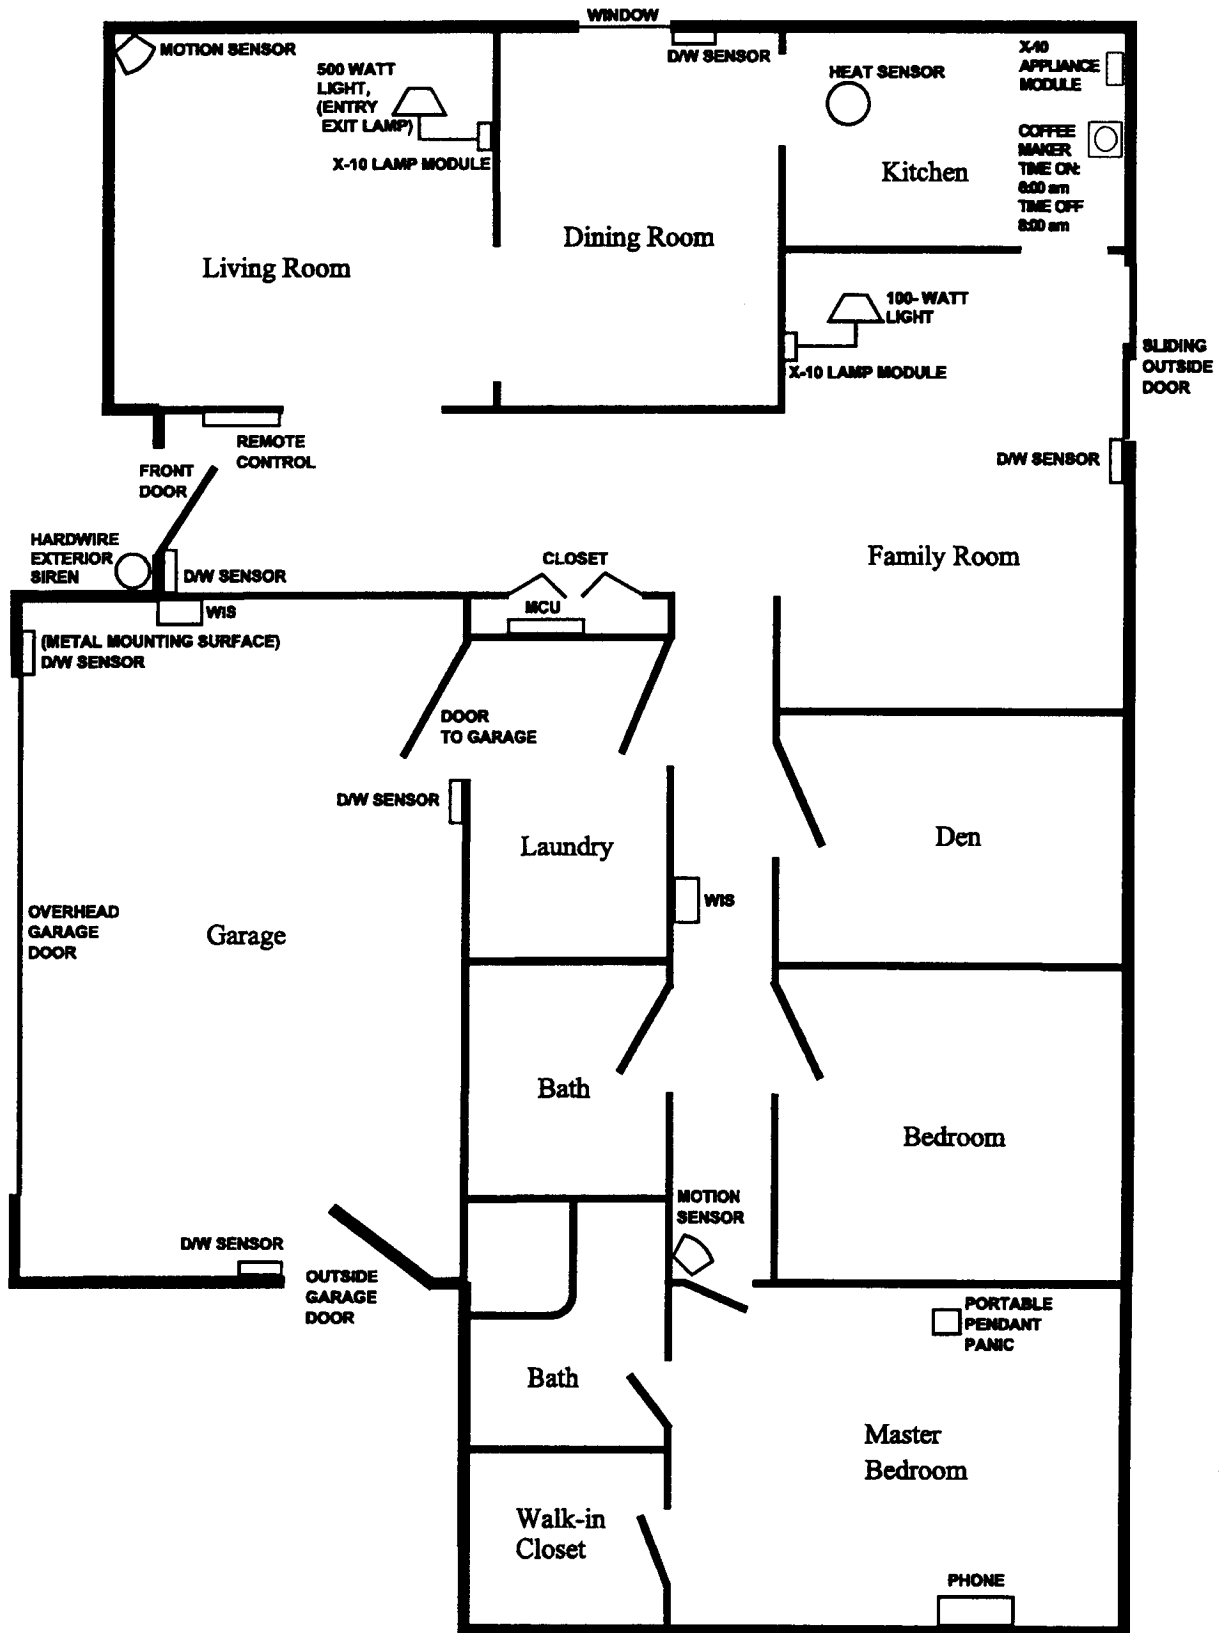 WINDOW
MOTION SENSOR
500 WATT
LIGHT,
(ENTRY
EXIT LAMP)
X-10 LAMP MODULE
D/W SENSOR
HEAT SENSOR
X-10
APPLIANCE
MODULE
COFFEE
MAKER
TIME ON:
6:00 am
TIME OFF
8:00 am
Kitchen
Dining Room
Living Room
100- WATT
LIGHT
X-10 LAMP MODULE
SLIDING
OUTSIDE
DOOR
REMOTE
CONTROL
FRONT
DOOR
D/W SENSOR
HARDWIRE
EXTERIOR
SIREN
D/W SENSOR
CLOSET
MCU
Family Room
WIS
(METAL MOUNTING SURFACE)
D/W SENSOR
DOOR
TO GARAGE
D/W SENSOR
Laundry
Den
WIS
OVERHEAD
GARAGE
DOOR
Garage
Bath
Bedroom
MOTION
SENSOR
D/W SENSOR
OUTSIDE
GARAGE
DOOR
PORTABLE
PENDANT
PANIC
Bath
Master
Bedroom
Walk-in
Closet
PHONE